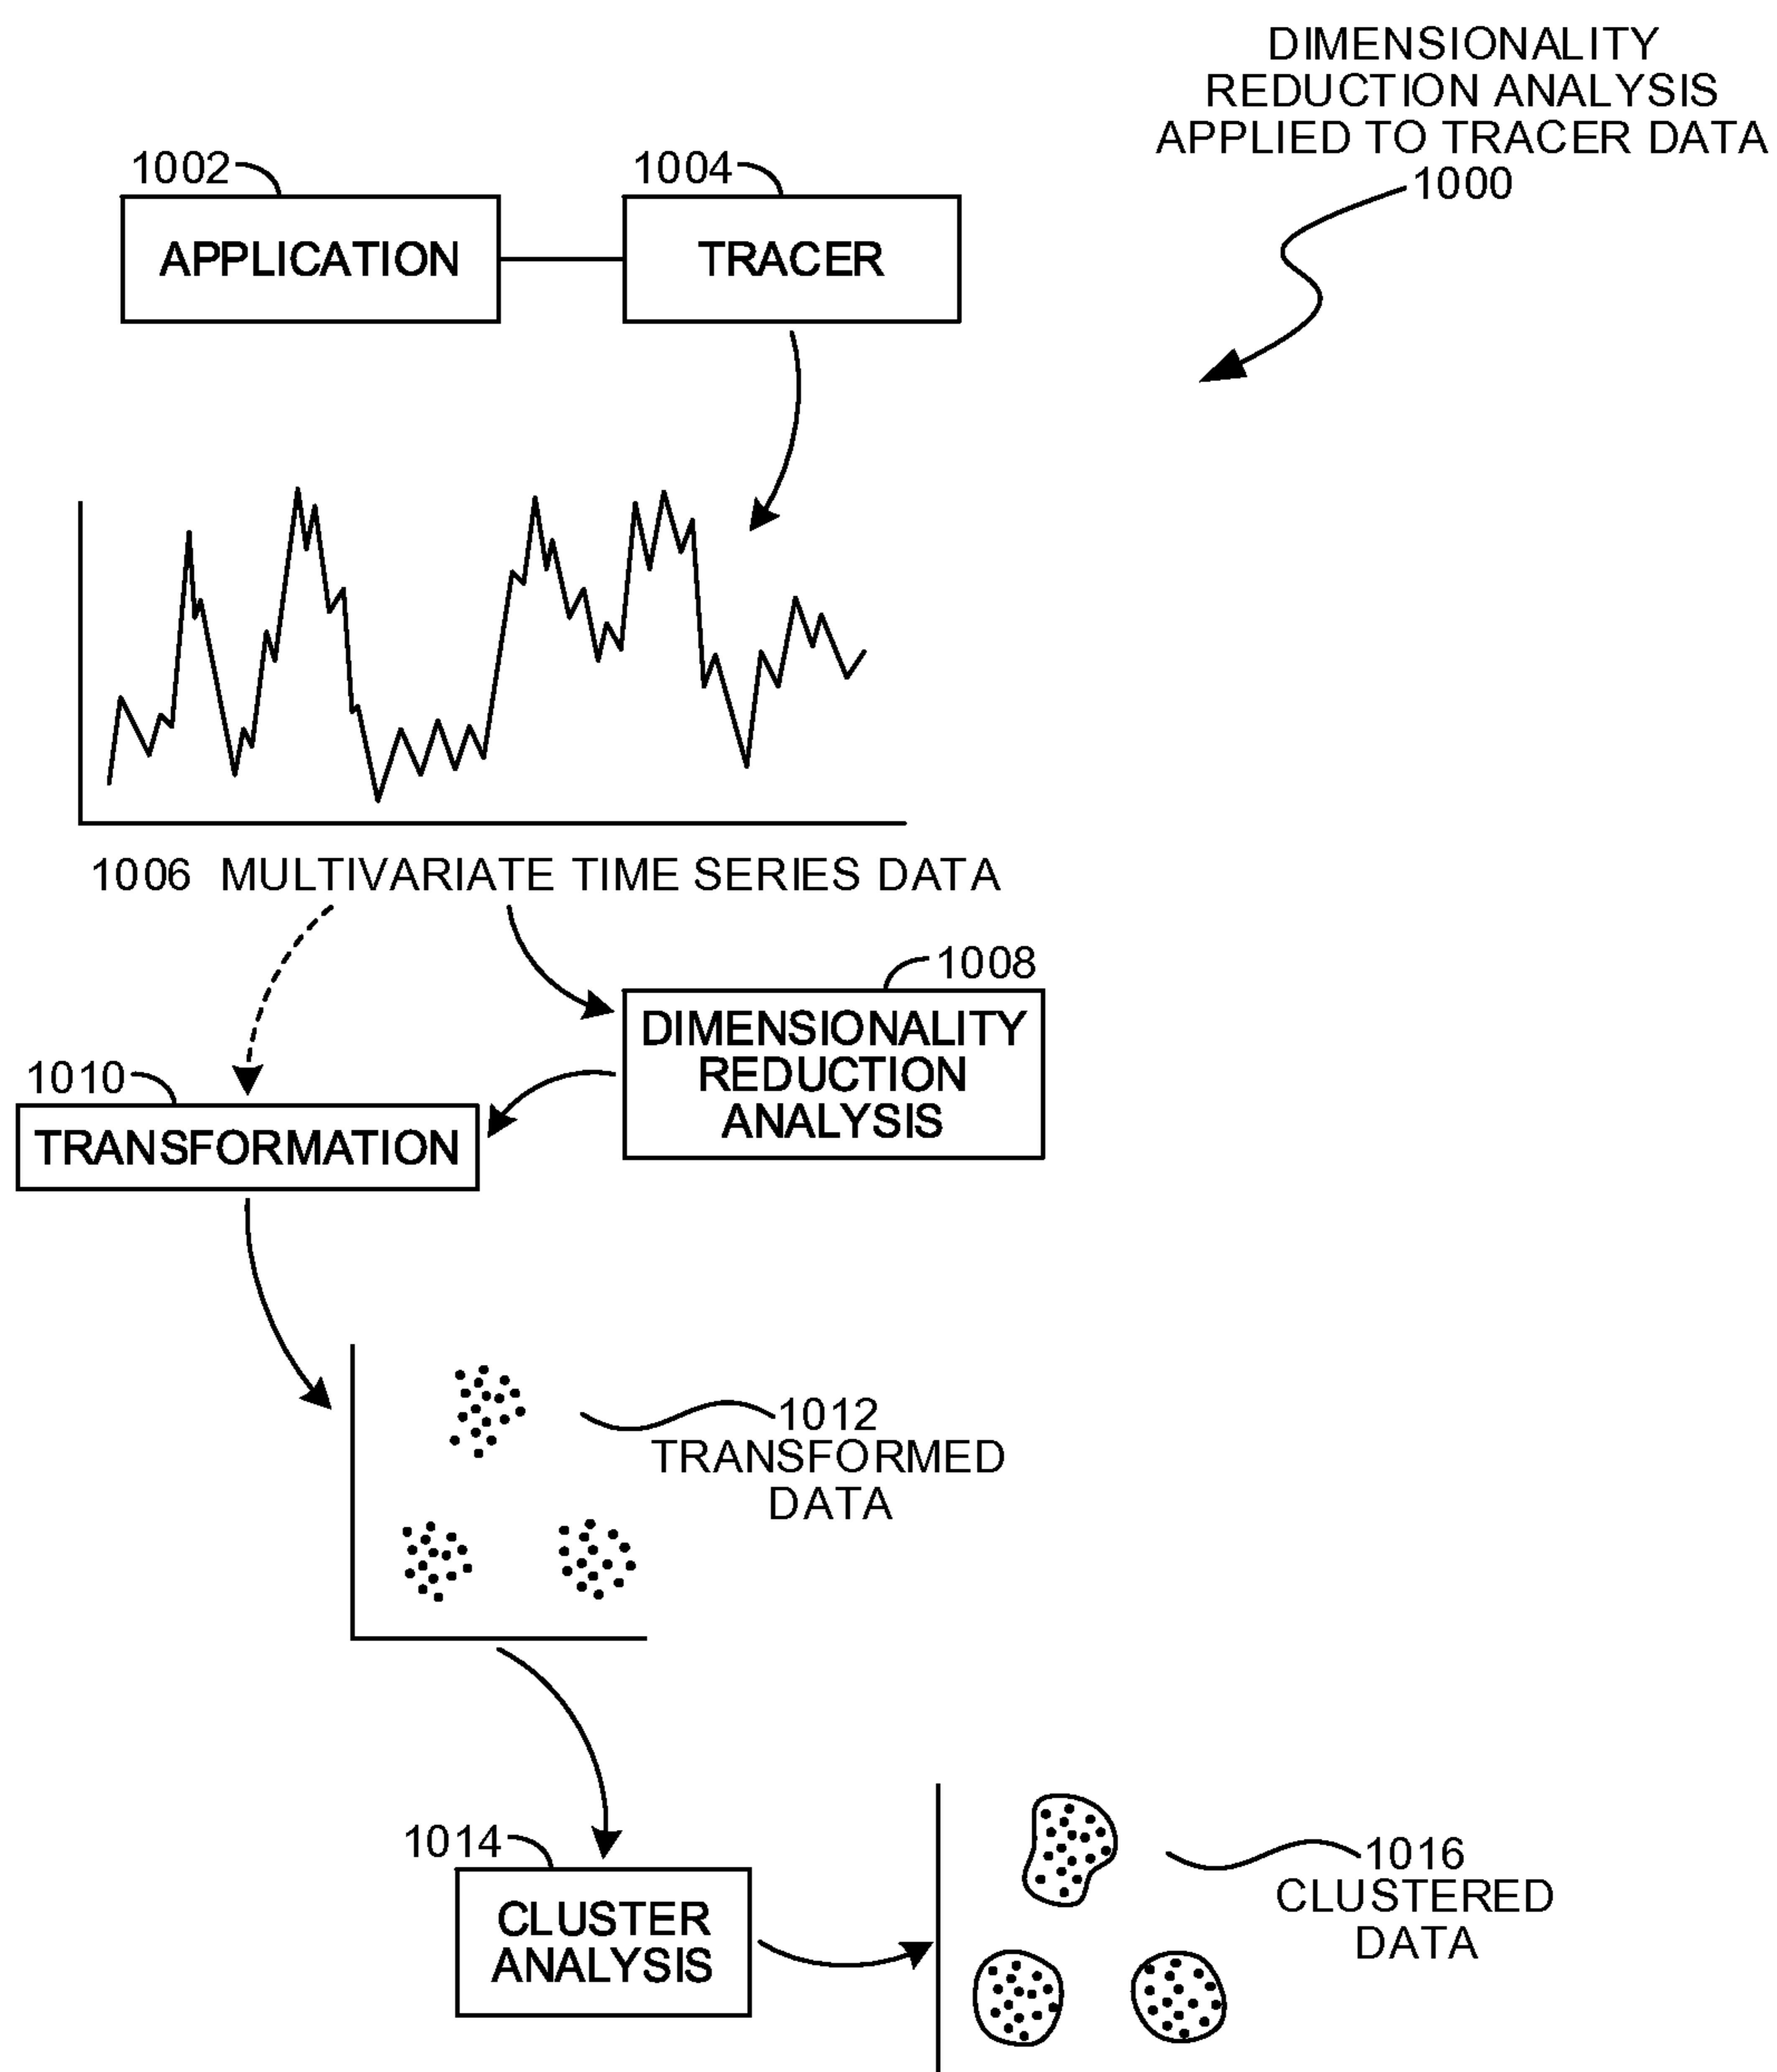 DIMENSIONALITY
REDUCTION ANALYSIS
APPLIED TO TRACER DATA
1000
1002
1004
APPLICATION
TRACER
1006 MULTIVARIATE TIME SERIES DATA
1008
DIMENSIONALITY
REDUCTION
ANALYSIS
1010
TRANSFORMATION
1012
TRANSFORMED
DATA
1014
CLUSTER
ANALYSIS
1016
CLUSTERED
DATA